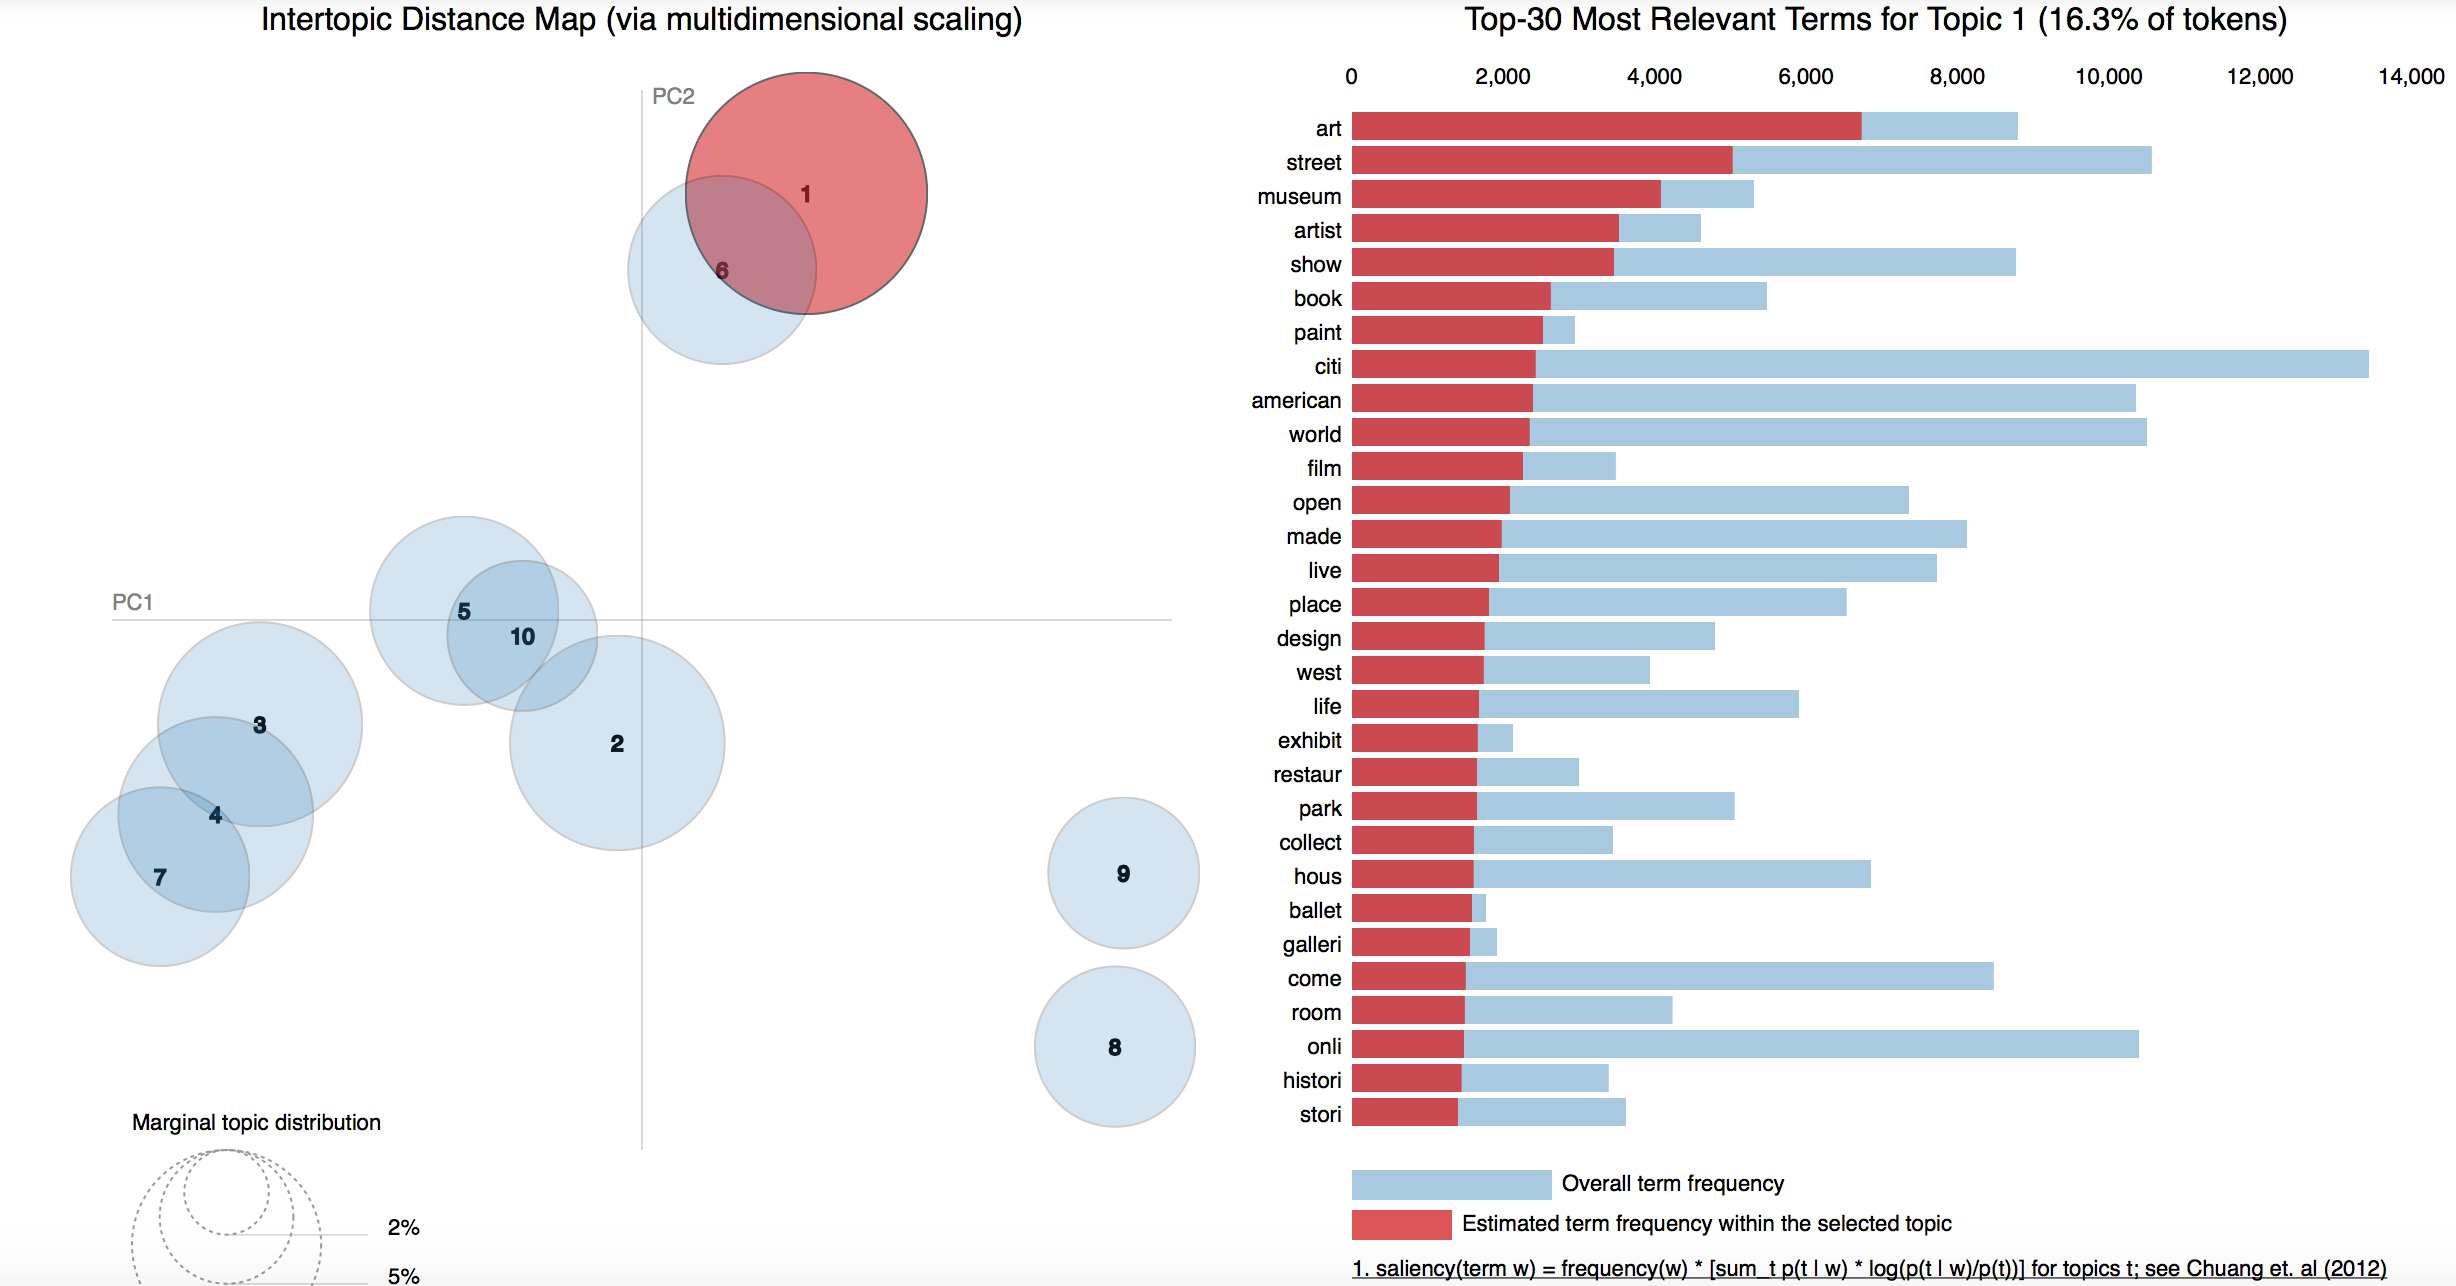 Intertopic Distance Map (via multidimensional scaling)
PC2
1
6
PC1
5
10
3
2
4
7
9
8
Marginal topic distribution
2%
5%
Top-30 Most Relevant Terms for Topic 1 (16.3% of tokens)
0 2,000 4,000 6,000 8,000 10,000 12,000 14,000
art
street
museum
artist
show
book
paint
citi
american
world
film
open
made
live
place
design
west
life
exhibit
restaur
park
collect
hous
ballet
galleri
come
room
onli
histori
stori
Overall term frequency
Estimated term frequency within the selected topic
1. saliency(term w) = frequency(w) * [sum_t p(t | w) * log(p(t | w)/p(t))] for topics t; see Chuang et. al (2012)